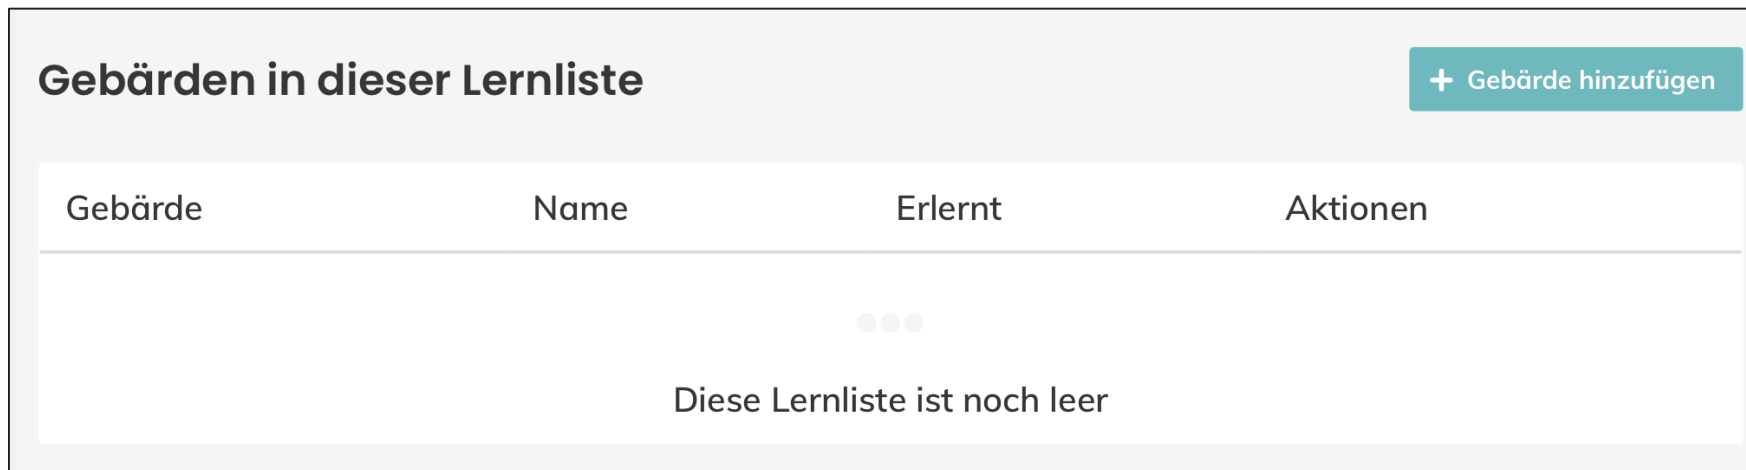 Gebärden in dieser Lernliste
+ Gebärde hinzufügen
Gebärde Name Erlernt Aktionen
Diese Lernliste ist noch leer